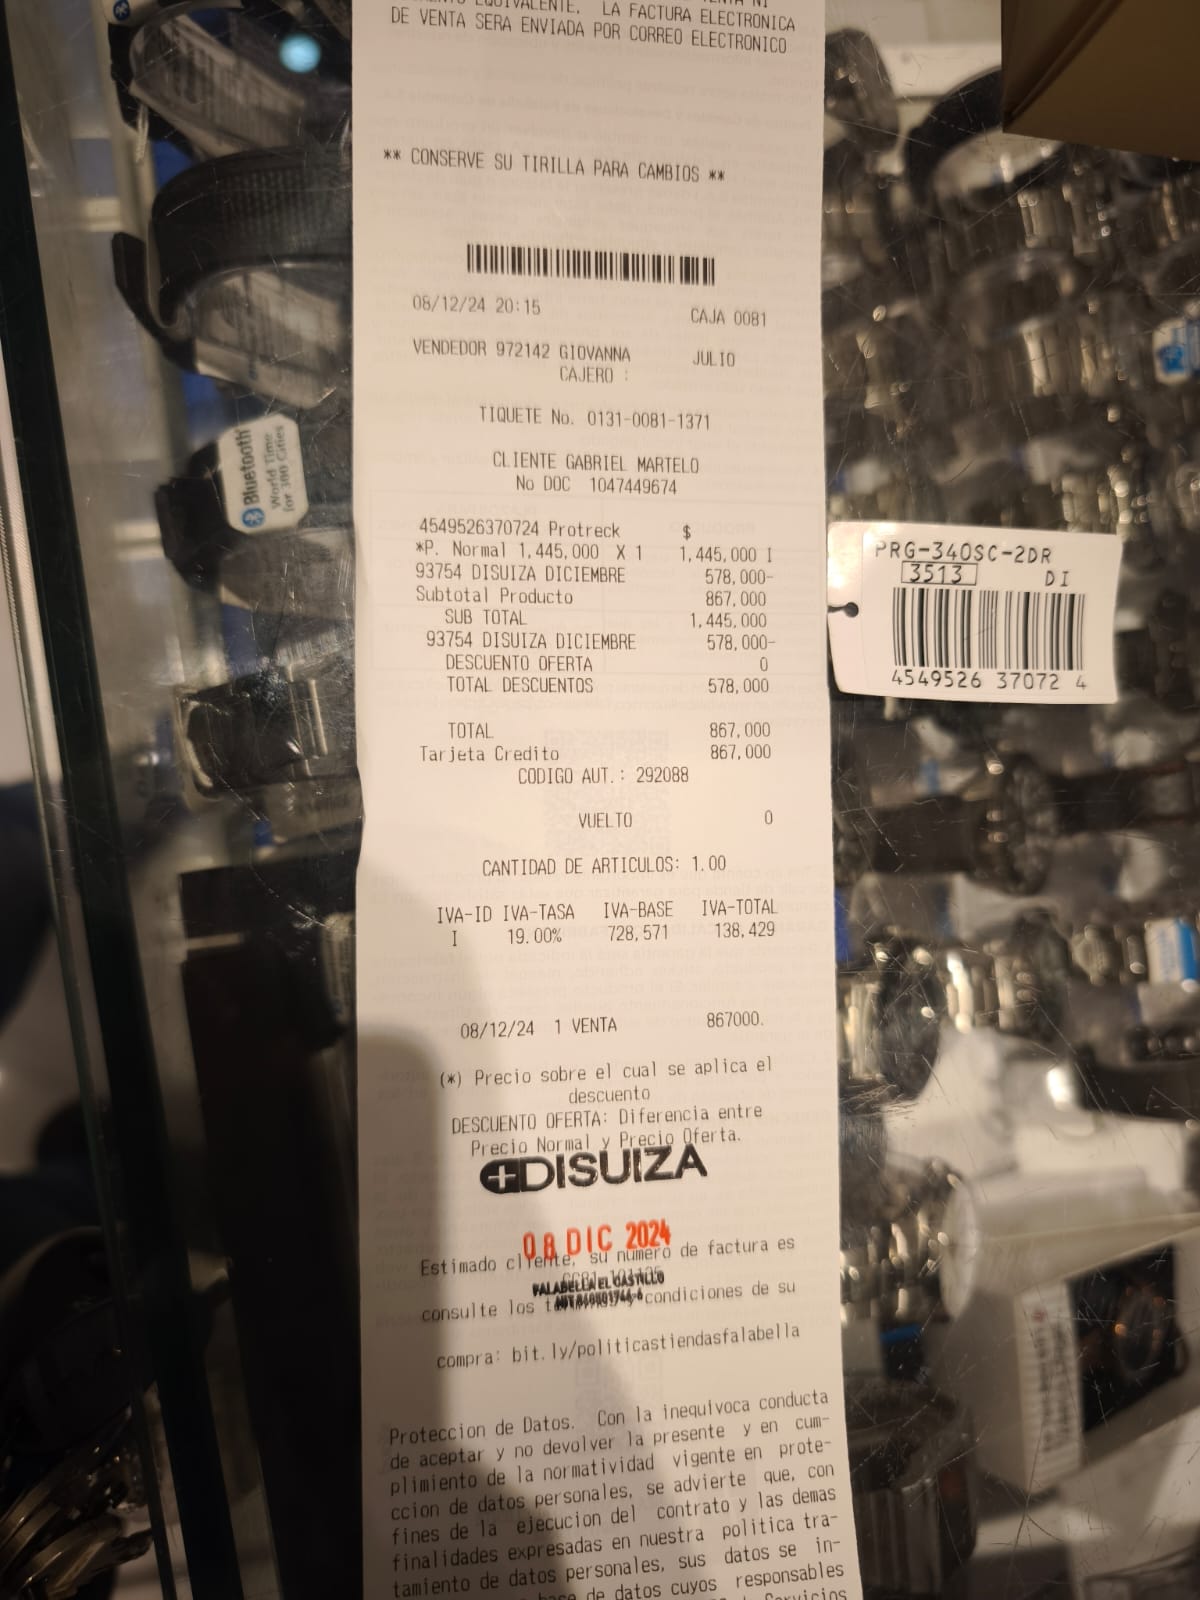 LA FACTURA ELECTRONICA
DE VENTA SERA ENVIADA POR CORREO ELECTRONICO
** CONSERVE SU TIRILLA PARA CAMBIOS **
08/12/24 20:15 CAJA 0081
VENDEDOR 972142 GIOVANNA JULIO
CAJERO :
TIQUETE No. 0131-0081-1371
CLIENTE GABRIEL MARTELO
No DOC 1047449674
4549526370724 Protreck $
*P. Normal 1,445,000 X 1 1,445,000 I
93754 DISUIZA DICIEMBRE 578,000-
Subtotal Producto 867,000
SUB TOTAL 1,445,000
93754 DISUIZA DICIEMBRE 578,000-
DESCUENTO OFERTA 0
TOTAL DESCUENTOS 578,000
TOTAL 867,000
Tarjeta Credito 867,000
CODIGO AUT.: 292088
VUELTO 0
CANTIDAD DE ARTICULOS: 1.00
IVA-ID IVA-TASA IVA-BASE IVA-TOTAL
I 19.00% 728,571 138,429
08/12/24 1 VENTA 867000.
(*) Precio sobre el cual se aplica el
descuento
DESCUENTO OFERTA: Diferencia entre
Precio Normal y Precio Oferta.
DISUIZA
08 DIC 2024
Estimado cliente, su número de factura es
FALABELLA EL CASTILLO
consulte los condiciones de su
compra: bit.ly/politicastiendasfalabella
Proteccion de Datos. Con la inequivoca conducta
de aceptar y no devolver la presente y en cum-
plimiento de la normatividad vigente en prote-
ccion de datos personales, se advierte que, con
fines de la ejecucion del contrato y las demas
finalidades expresadas en nuestra politica tra-
tamiento de datos personales, sus datos se in-
base de datos cuyos responsables
Servicios
PRG-340SC-2DR
3513 DI
4549526 37072 4
Bluetooth
World Time
for 300 Cities